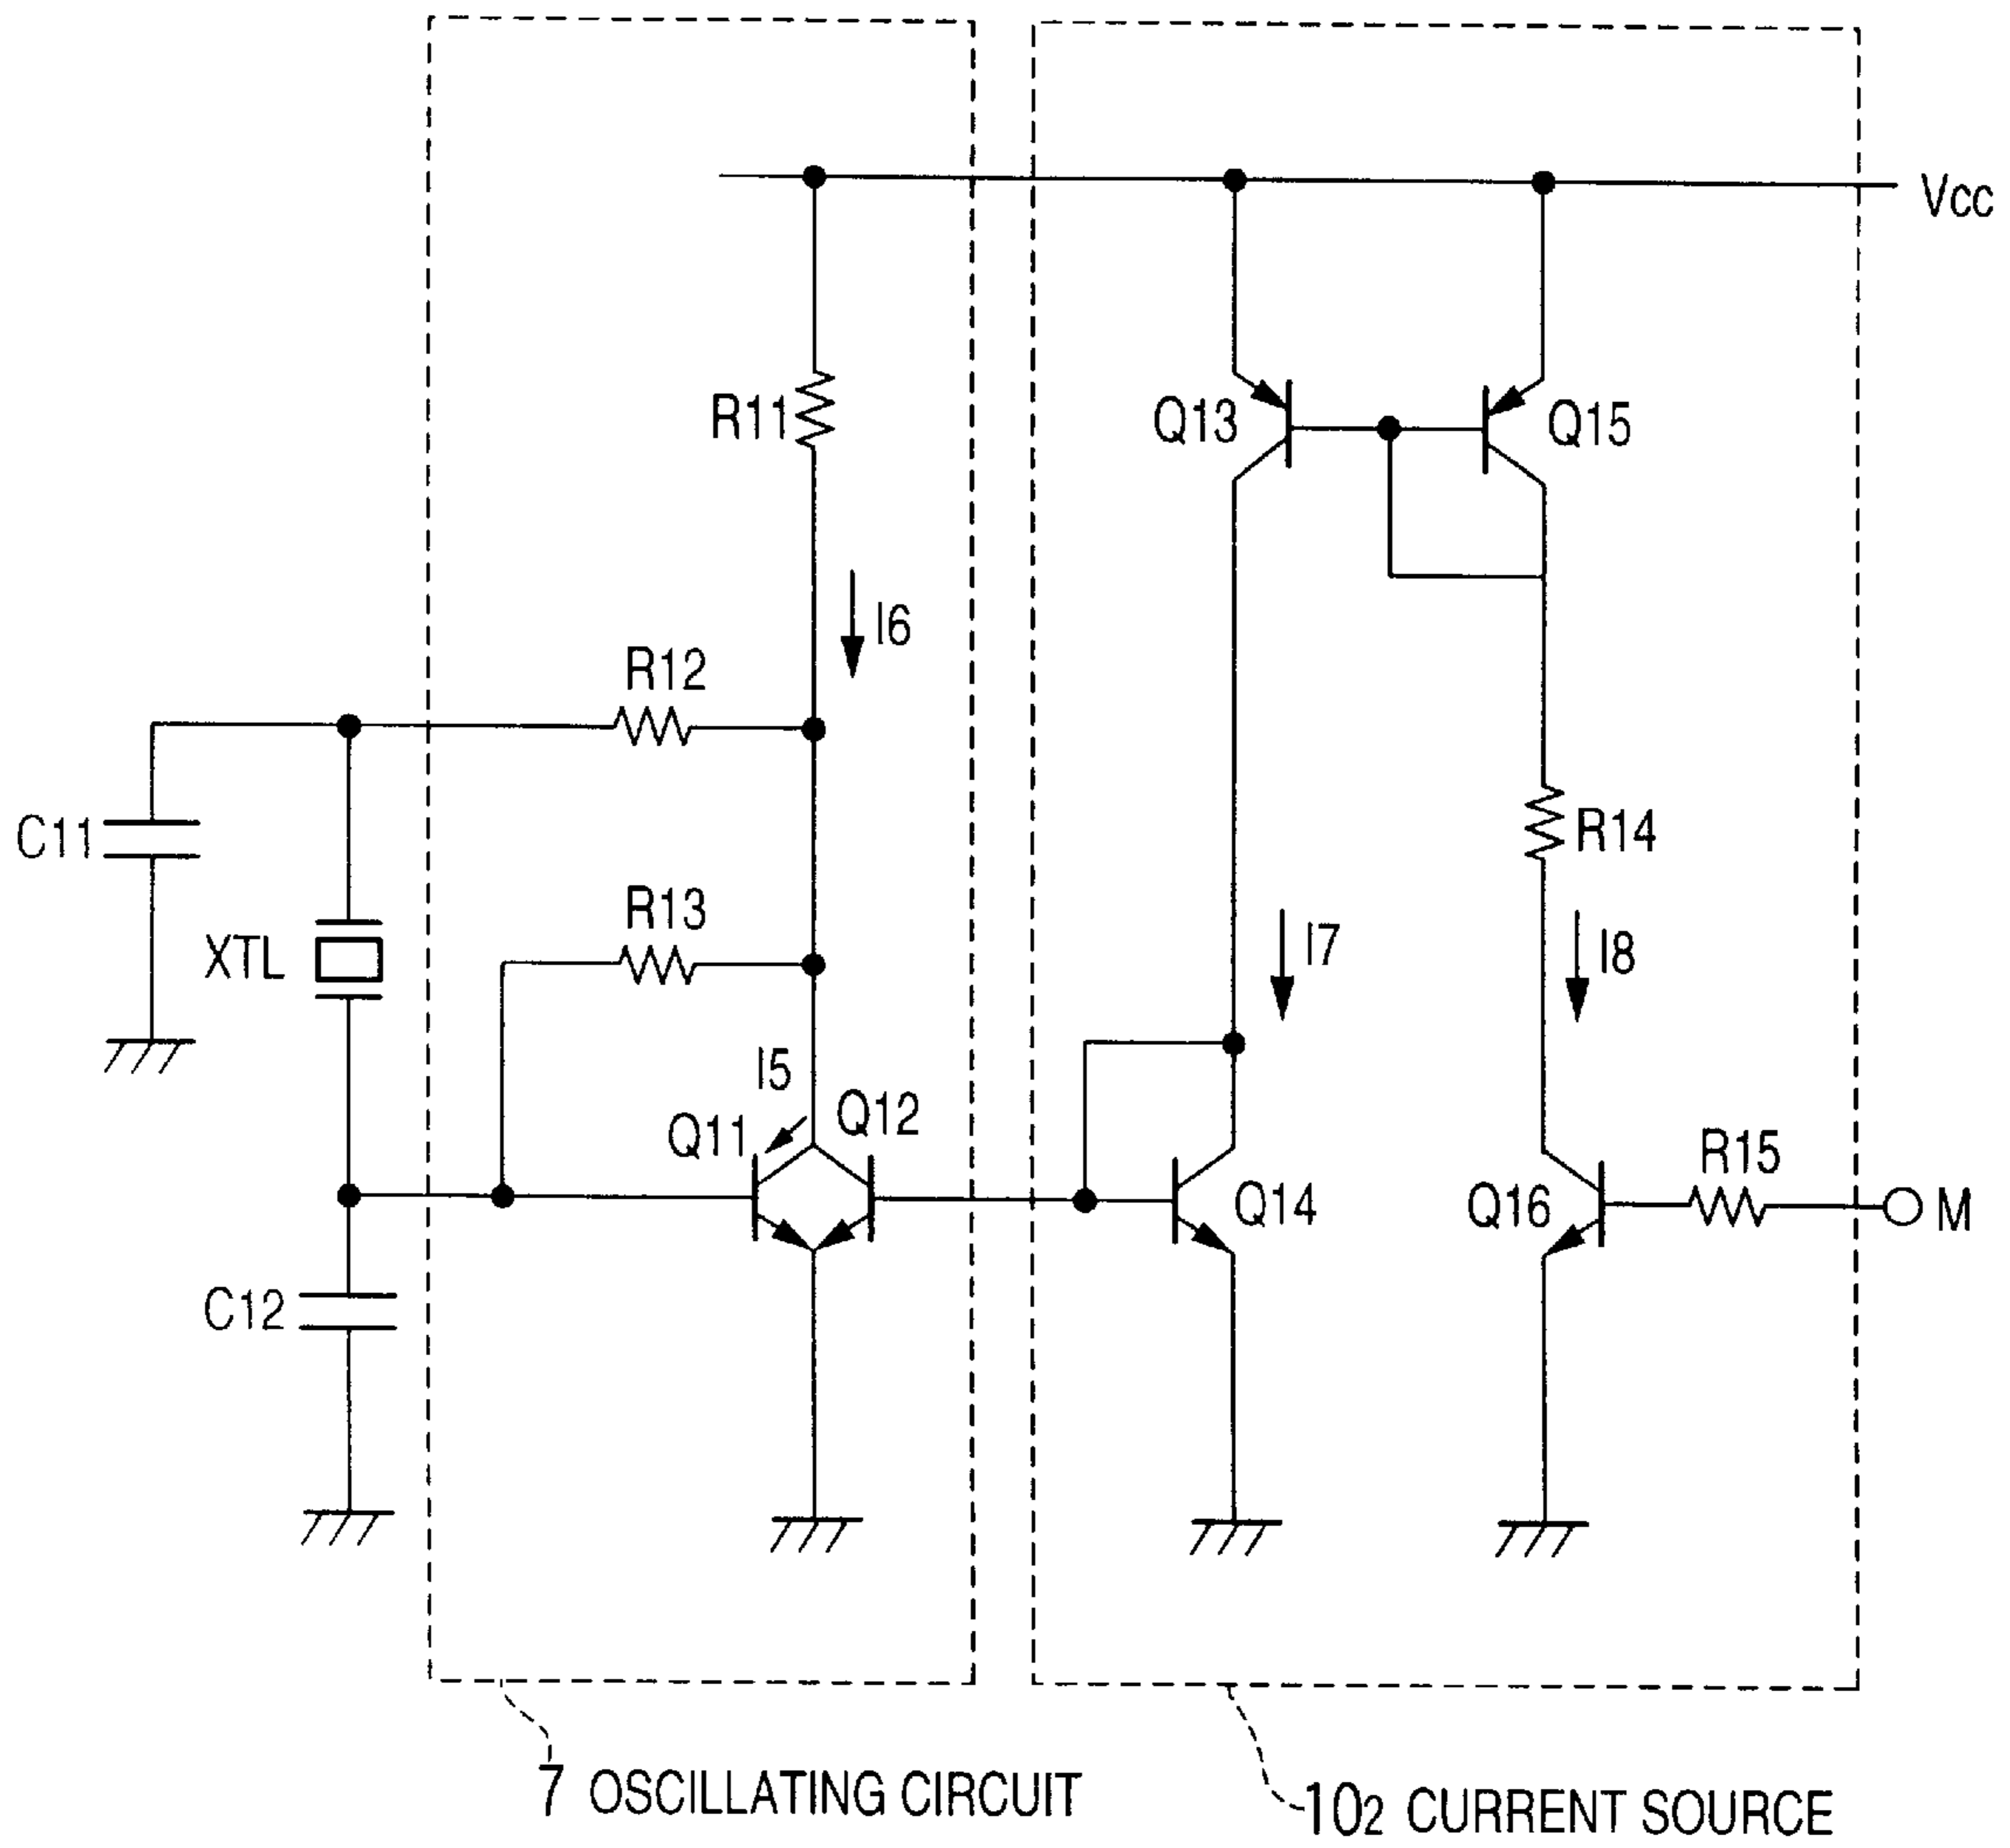 Vcc
R11
Q13
Q15
I6
R12
C11
R14
R13
XTL
I7
I8
I5
Q11
Q12
R15
Q14
Q16
M
C12
7 OSCILLATING CIRCUIT
102 CURRENT SOURCE